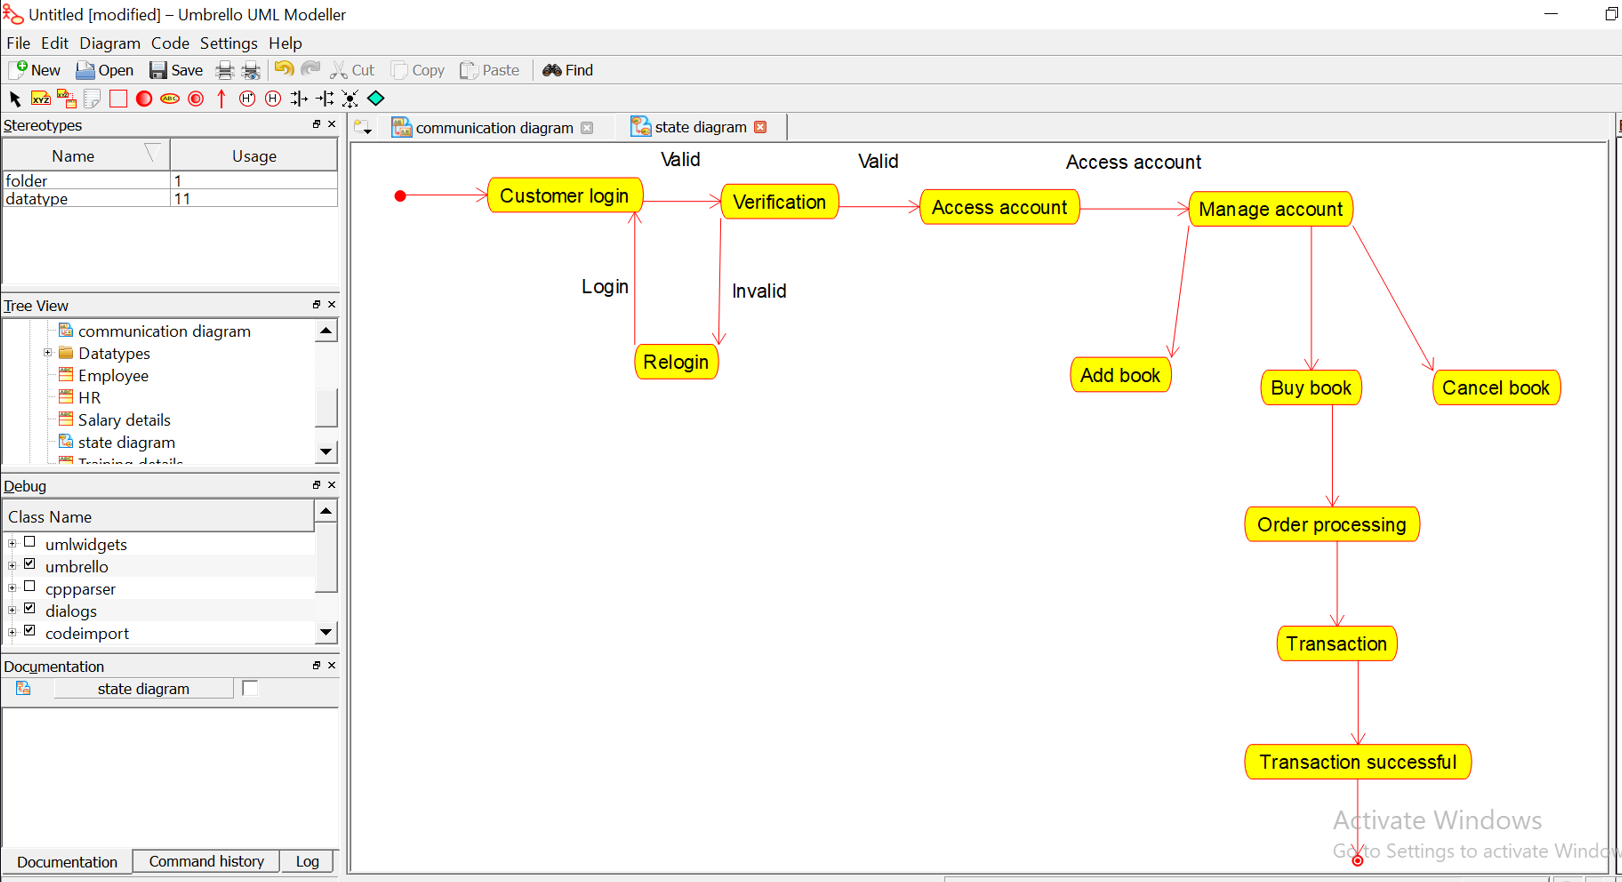 Untitled [modified] – Umbrello UML Modeller
File Edit Diagram Code Settings Help
New Open Save Cut Copy Paste Find
XYZ XYZ ABC H* H
Stereotypes
communication diagram state diagram
Name Usage
folder 1
datatype 11
Valid Valid Access account
Customer login Verification Access account Manage account
Login Invalid
Relogin Add book Buy book Cancel book
Order processing
Transaction
Transaction successful
Tree View
communication diagram
Datatypes
Employee
HR
Salary details
state diagram
Training details
Debug
Class Name
umlwidgets
umbrello
cppparser
dialogs
codeimport
Documentation
state diagram
Documentation Command history Log
Activate Windows
Go to Settings to activate Window